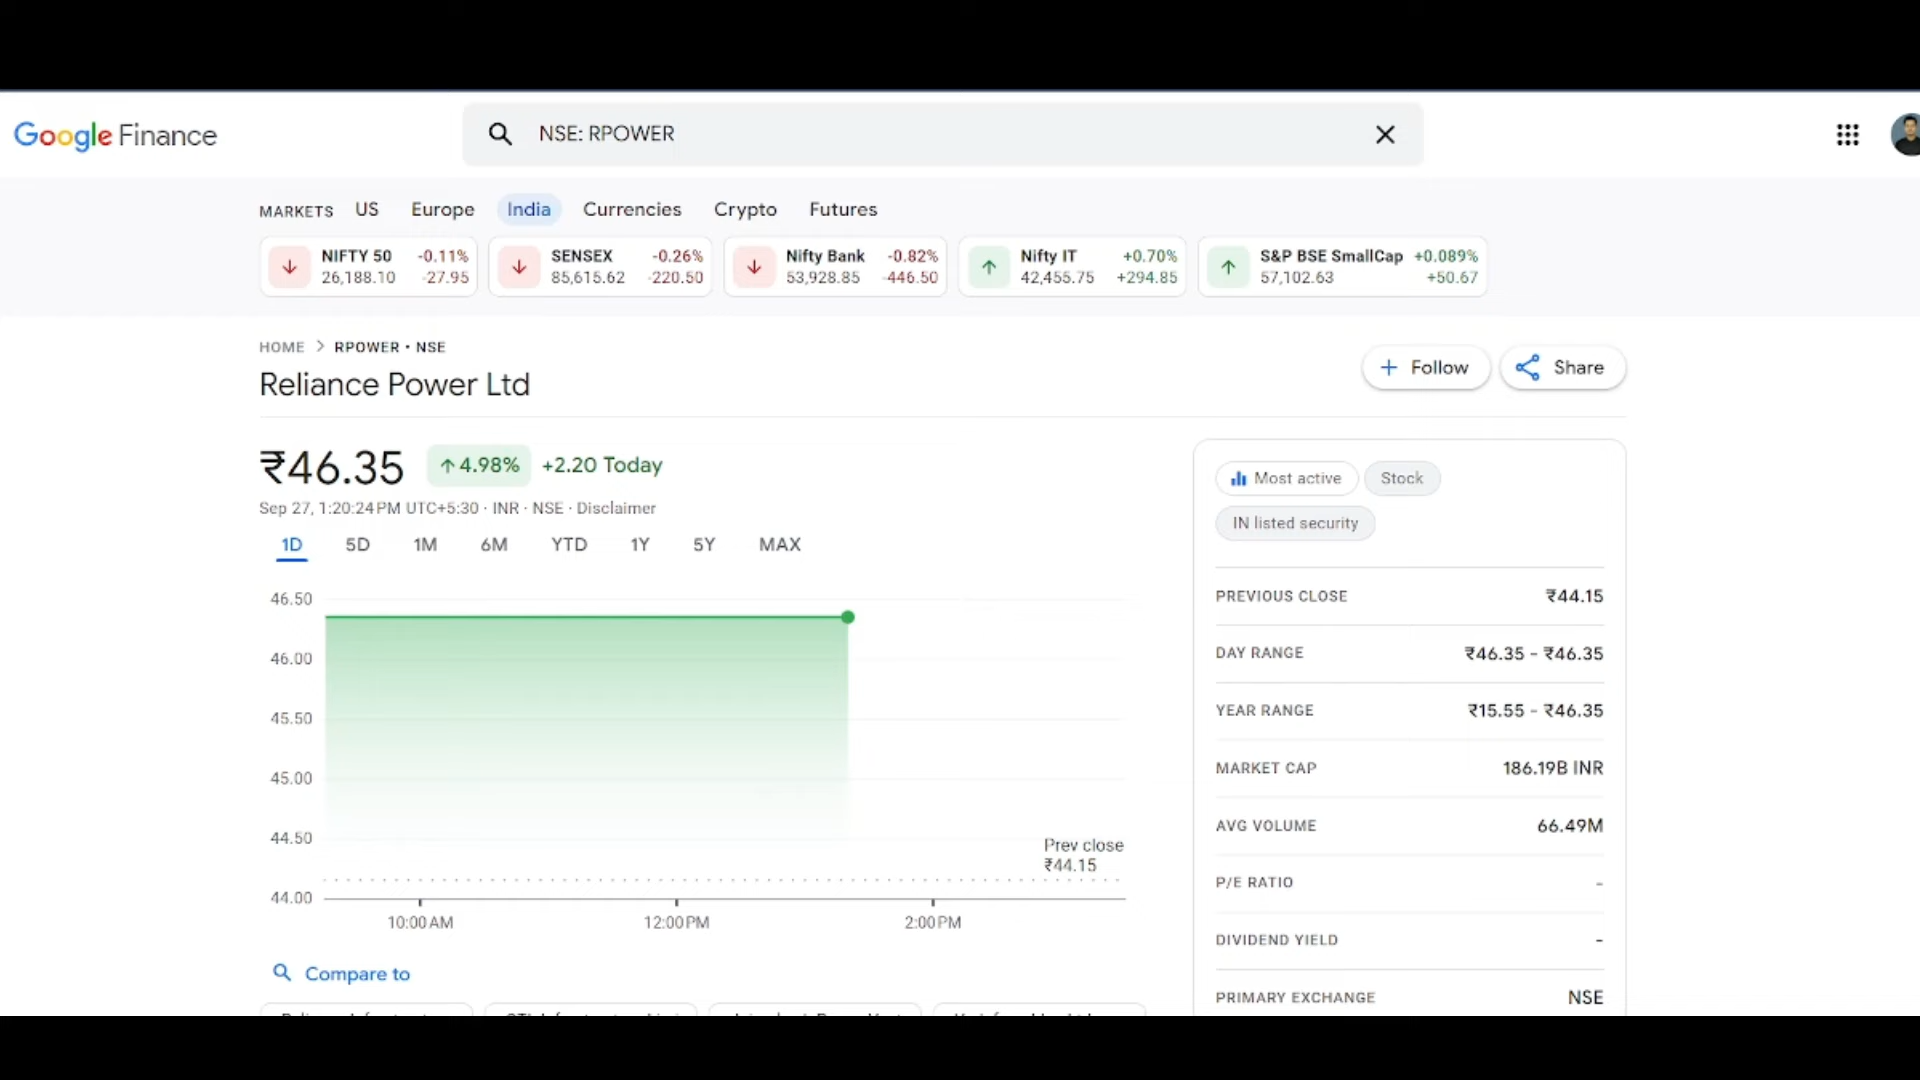 Google Finance
NSE: RPOWER
MARKETS US Europe India Currencies Crypto Futures
NIFTY 50 -0.11%
26,188.10 -27.95
SENSEX -0.26%
85,615.62 -220.50
Nifty Bank -0.82%
53,928.85 -446.50
Nifty IT +0.70%
42,455.75 +294.85
S&P BSE SmallCap +0.089%
57,102.63 +50.67
HOME > RPOWER • NSE
Reliance Power Ltd
Follow
Share
₹46.35 4.98% +2.20 Today
Sep 27, 1:20:24 PM UTC+5:30 · INR · NSE · Disclaimer
1D 5D 1M 6M YTD 1Y 5Y MAX
46.50
46.00
45.50
45.00
44.50
44.00
Prev close
₹44.15
10:00 AM 12:00 PM 2:00 PM
Compare to
Most active
Stock
IN listed security
PREVIOUS CLOSE ₹44.15
DAY RANGE ₹46.35 - ₹46.35
YEAR RANGE ₹15.55 - ₹46.35
MARKET CAP 186.19B INR
AVG VOLUME 66.49M
P/E RATIO -
DIVIDEND YIELD -
PRIMARY EXCHANGE NSE